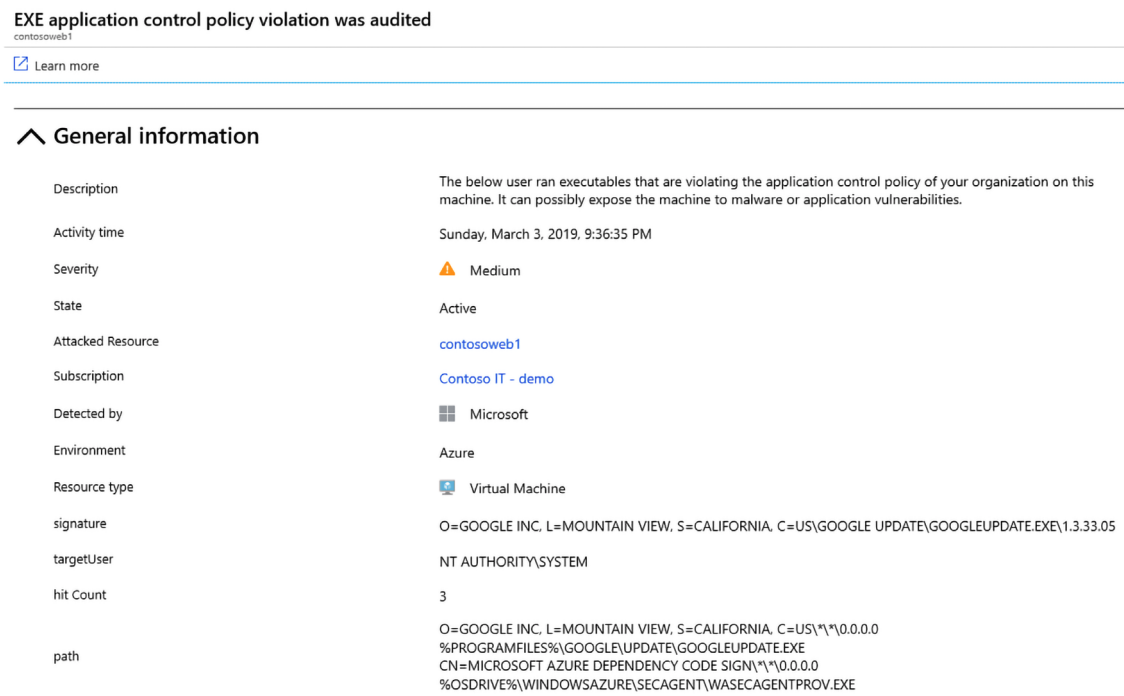 EXE application control policy violation was audited
contosoweb1
Learn more
General information
Description
The below user ran executables that are violating the application control policy of your organization on this
machine. It can possibly expose the machine to malware or application vulnerabilities.
Activity time
Sunday, March 3, 2019, 9:36:35 PM
Severity
Medium
State
Active
Attacked Resource
contosoweb1
Subscription
Contoso IT - demo
Detected by
Microsoft
Environment
Azure
Resource type
Virtual Machine
signature
O=GOOGLE INC, L=MOUNTAIN VIEW, S=CALIFORNIA, C=US\GOOGLE UPDATE\GOOGLEUPDATE.EXE\1.3.33.05
targetUser
NT AUTHORITY\SYSTEM
hit Count
3
path
O=GOOGLE INC, L=MOUNTAIN VIEW, S=CALIFORNIA, C=US\*\*\0.0.0.0
%PROGRAMFILES%\GOOGLE\UPDATE\GOOGLEUPDATE.EXE
CN=MICROSOFT AZURE DEPENDENCY CODE SIGN\*\*\0.0.0.0
%OSDRIVE%\WINDOWSAZURE\SECAGENT\WASECAGENTPROV.EXE